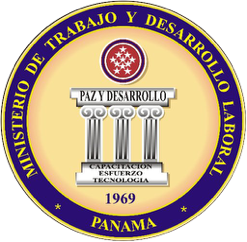 MINISTERIO DE TRABAJO Y DESARROLLO LABORAL
PAZ Y DESARROLLO
CAPACITACION
ESFUERZO
TECNOLOGIA
1969
* PANAMA *